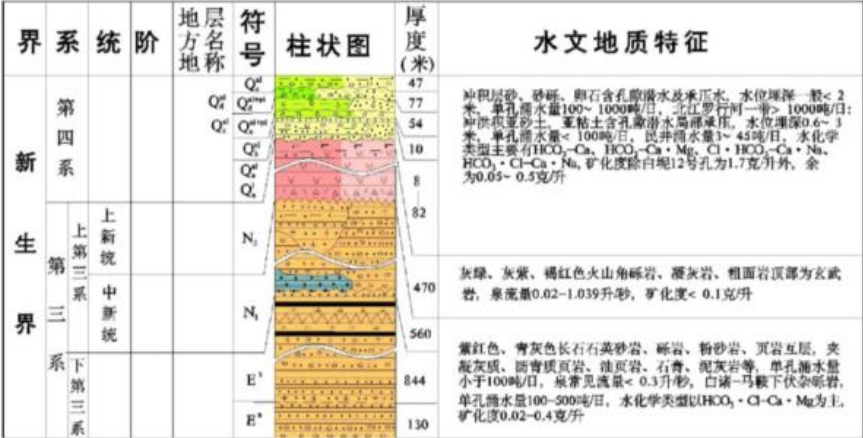 界 系 统 阶 地方地层名称 符号 柱状图 厚度(米) 水文地质特征
新生界
第四系
第三系
上第三系
下第三系
上新统
中新统
N₂
N₁
E³
E²
47
77
54
10
8
82
470
560
844
130
冲积层砂、砂砾、卵石含孔隙潜水及承压水，水位埋深一般< 2
米，单孔涌水量100~ 1000吨/日，北江罗行河一带> 1000吨/日;
冲洪积亚砂土、亚粘土含孔隙潜水局部承压，水位埋深0.6~ 3
米，单孔涌水量< 100吨/日，民井涌水量3~ 45吨/日，水化学
类型主要有HCO₃-Ca、HCO₃-Ca·Mg、Cl·HCO₃-Ca·Na、
HCO₃·Cl-Ca·Na, 矿化度除白坭12号孔为1.7克/升外，余
为0.05~ 0.5克/升
灰绿、灰紫、褐红色火山角砾岩、凝灰岩、粗面岩顶部为玄武
岩，泉流量0.02-1.039升/秒，矿化度< 0.1克/升
紫红色、青灰色长石石英砂岩、砾岩、粉砂岩、页岩互层，夹
凝灰质、沥青质页岩、油页岩、石膏、泥灰岩等，单孔涌水量
小于100吨/日，泉常见流量< 0.3升/秒，白诸-马鞍下伏杂砾岩，
单孔涌水量100-500吨/日，水化学类型以HCO₃·Cl-Ca·Mg为主，
矿化度0.02-0.4克/升